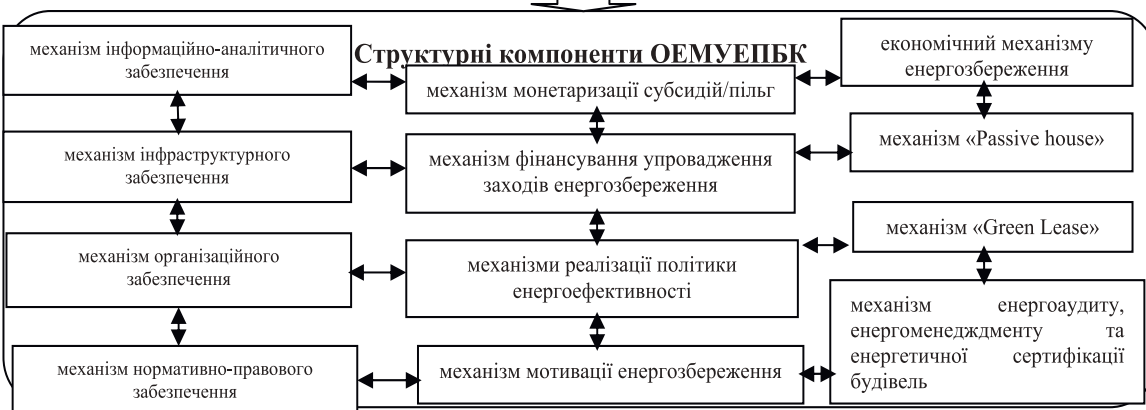 Структурні компоненти ОЕМУЕПБК
механізм інформаційно-аналітичного
забезпечення
механізм монетаризації субсидій/пільг
економічний механізму
енергозбереження
механізм інфраструктурного
забезпечення
механізм фінансування упровадження
заходів енергозбереження
механізм «Passive house»
механізм організаційного
забезпечення
механізми реалізації політики
енергоефективності
механізм «Green Lease»
механізм нормативно-правового
забезпечення
механізм мотивації енергозбереження
механізм енергоаудиту,
енергоменедждменту та
енергетичної сертифікації
будівель